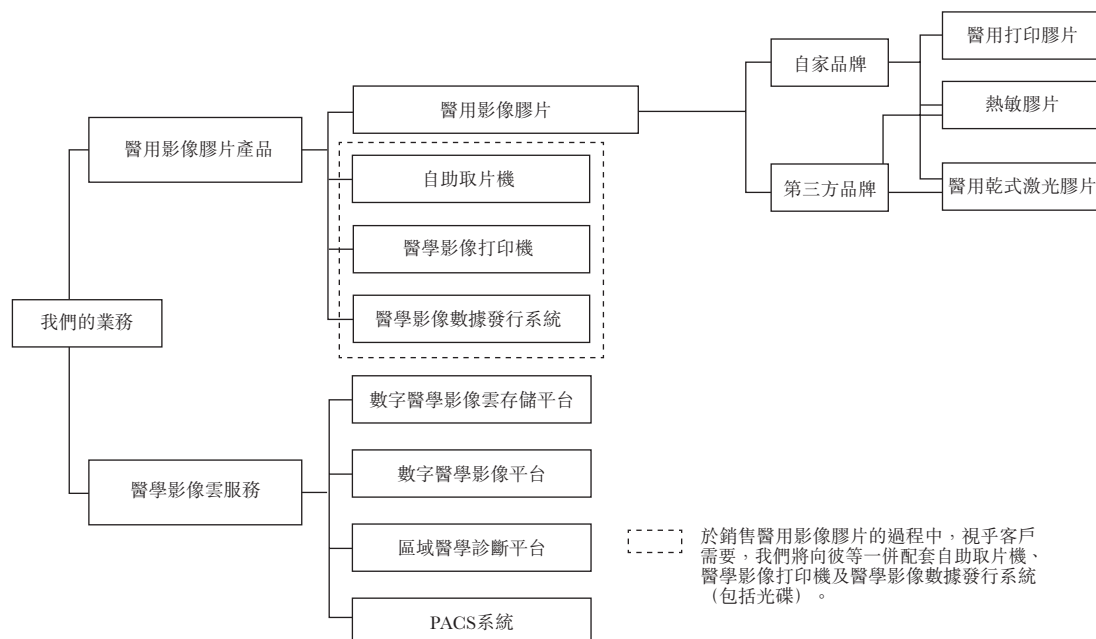 我們的業務
醫用影像膠片產品
醫用影像膠片
自助取片機
醫學影像打印機
醫學影像數據發行系統
自家品牌
第三方品牌
醫用打印膠片
熱敏膠片
醫用乾式激光膠片
醫學影像雲服務
數字醫學影像雲存儲平台
數字醫學影像平台
區域醫學診斷平台
PACS系統
於銷售醫用影像膠片的過程中，視乎客戶
需要，我們將向彼等一併配套自助取片機、
醫學影像打印機及醫學影像數據發行系統
（包括光碟）。